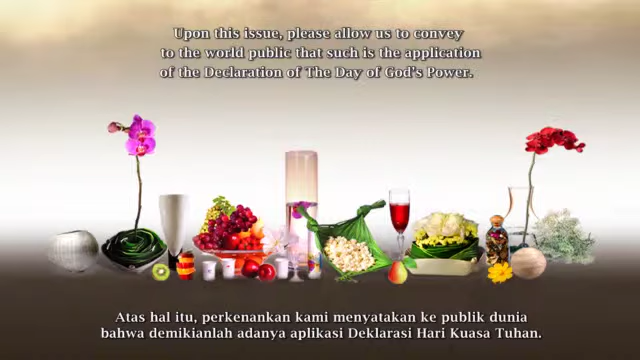 Upon this issue, please allow us to convey
to the world public that such is the application
of the Declaration of The Day of God's Power.
Atas hal itu, perkenankan kami menyatakan ke publik dunia
bahwa demikianlah adanya aplikasi Deklarasi Hari Kuasa Tuhan.